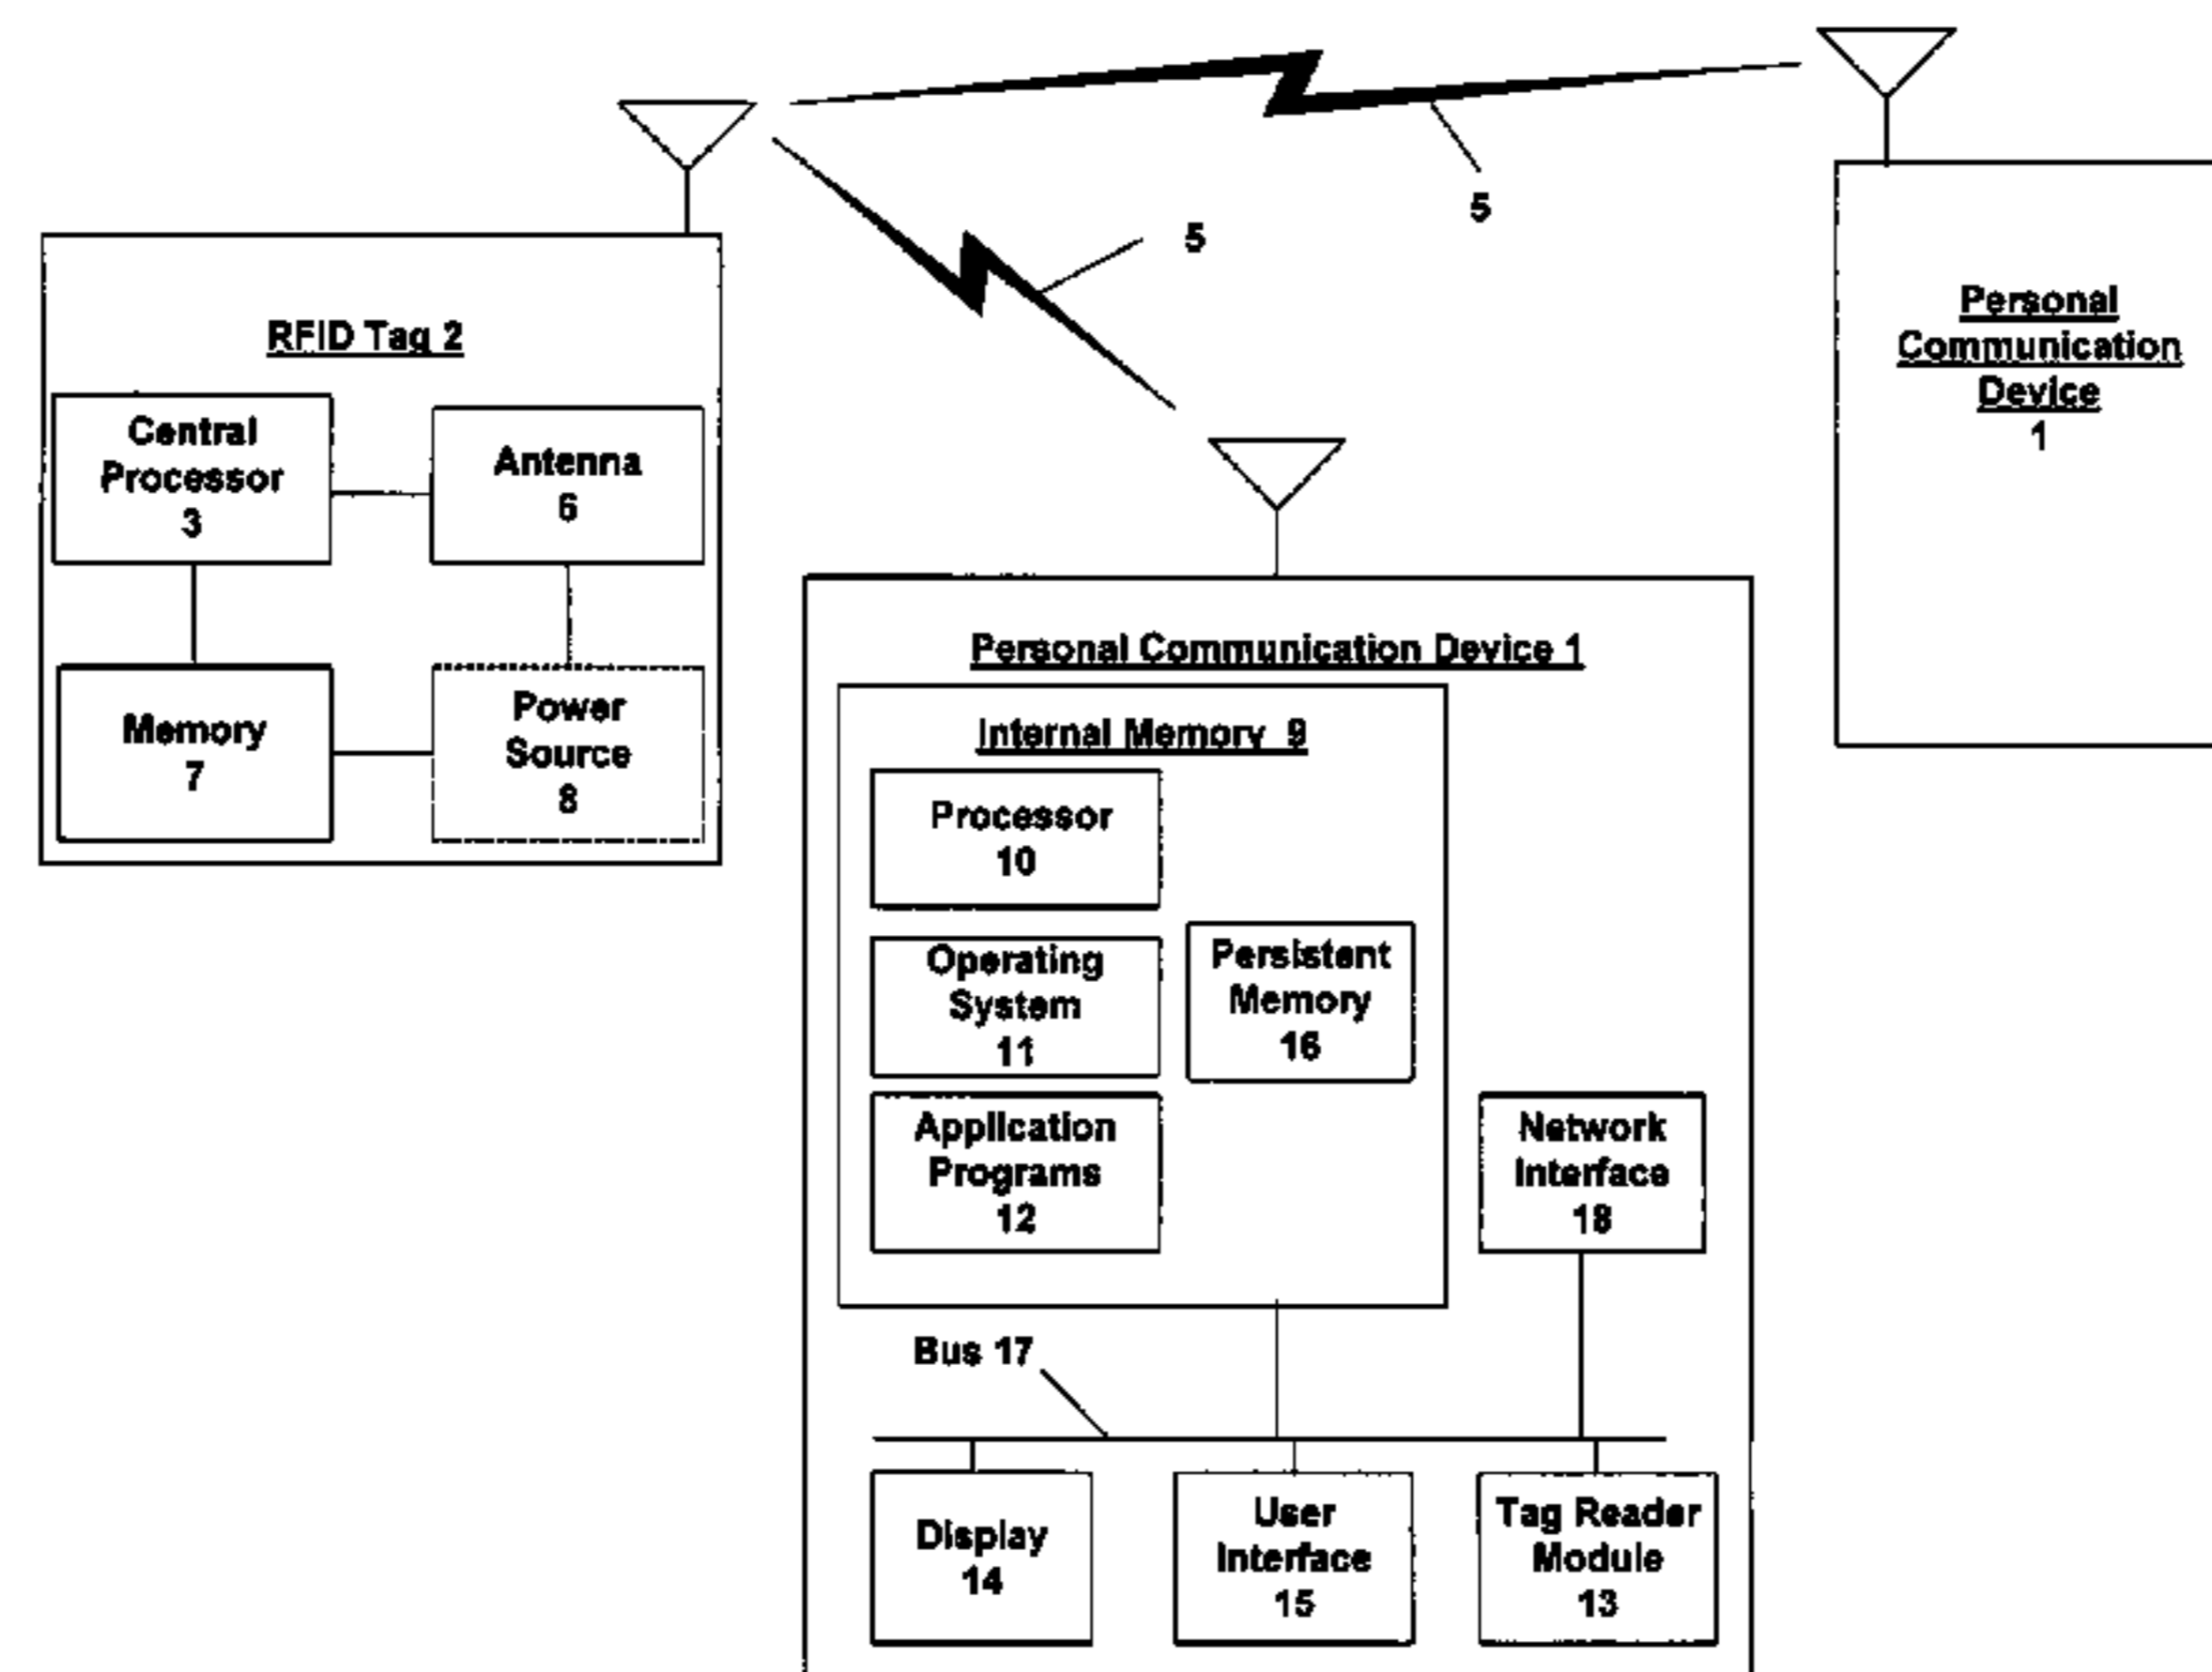 5
5
RFID Tag 2
Central
Processor
3
Antenna
6
Memory
7
Power
Source
8
Personal
Communication
Device
1
Personal Communication Device 1
Internal Memory 9
Processor
10
Operating
System
11
Application
Programs
12
Persistent
Memory
16
Network
Interface
18
Bus 17
Display
14
User
Interface
15
Tag Reader
Module
13